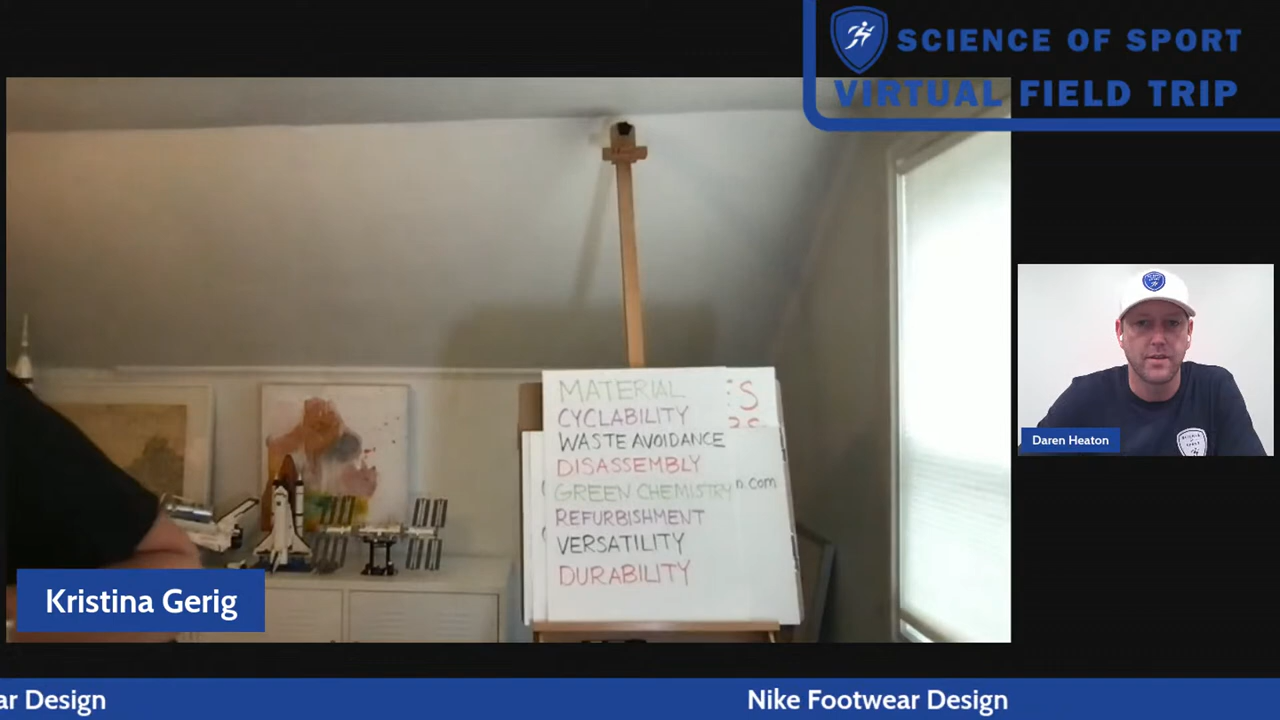 SCIENCE OF SPORT
VIRTUAL FIELD TRIP
MATERIAL
CYCLABILITY
WASTE AVOIDANCE
DISASSEMBLY
GREEN CHEMISTRY
REFURBISHMENT
VERSATILITY
DURABILITY
S
n.com
Daren Heaton
Kristina Gerig
ar Design
Nike Footwear Design